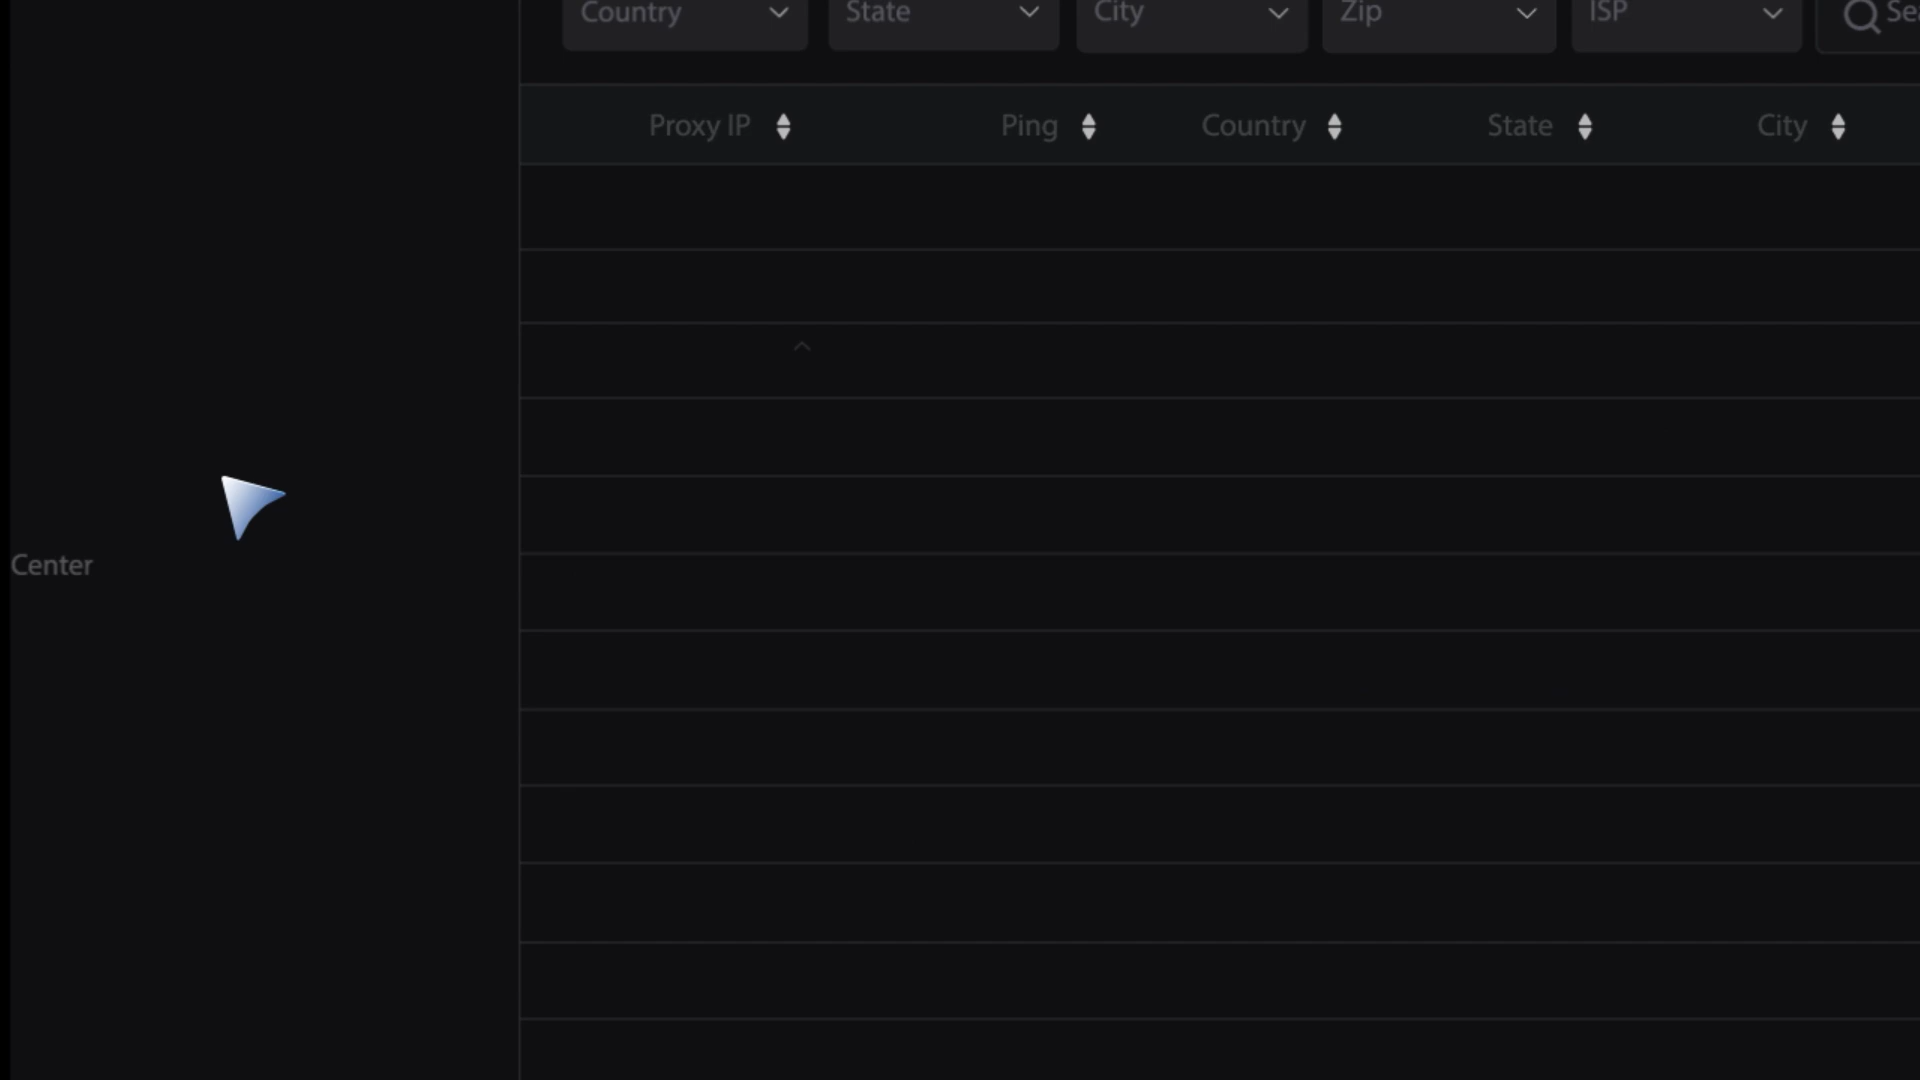 Country State City Zip ISP
Proxy IP Ping Country State City
Center